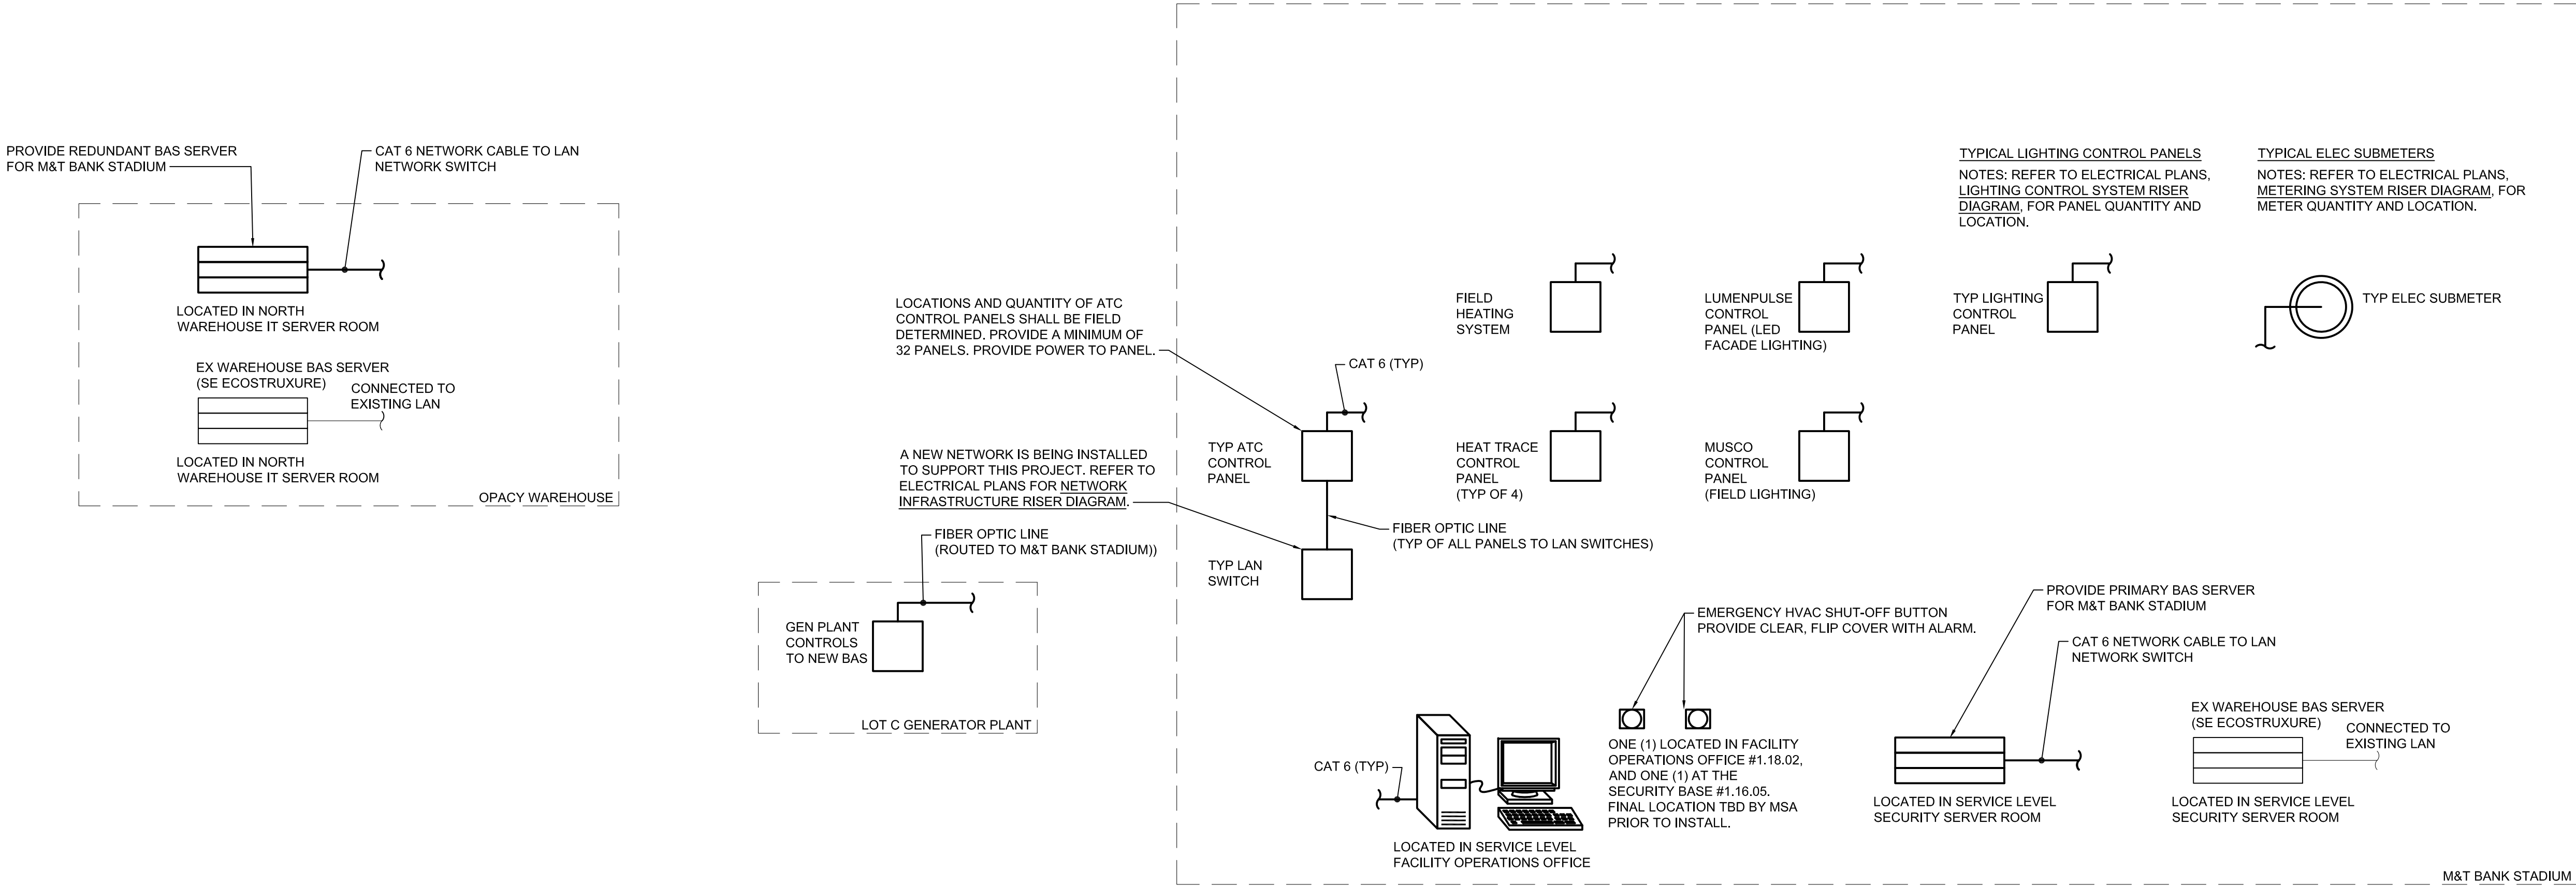 PROVIDE REDUNDANT BAS SERVER
FOR M&T BANK STADIUM
CAT 6 NETWORK CABLE TO LAN
NETWORK SWITCH
LOCATED IN NORTH
WAREHOUSE IT SERVER ROOM
EX WAREHOUSE BAS SERVER
(SE ECOSTRUXURE)
CONNECTED TO
EXISTING LAN
LOCATED IN NORTH
WAREHOUSE IT SERVER ROOM
OPACY WAREHOUSE
LOCATIONS AND QUANTITY OF ATC
CONTROL PANELS SHALL BE FIELD
DETERMINED. PROVIDE A MINIMUM OF
32 PANELS. PROVIDE POWER TO PANEL.
A NEW NETWORK IS BEING INSTALLED
TO SUPPORT THIS PROJECT. REFER TO
ELECTRICAL PLANS FOR NETWORK
INFRASTRUCTURE RISER DIAGRAM.
FIBER OPTIC LINE
(ROUTED TO M&T BANK STADIUM))
GEN PLANT
CONTROLS
TO NEW BAS
LOT C GENERATOR PLANT
TYPICAL LIGHTING CONTROL PANELS
NOTES: REFER TO ELECTRICAL PLANS,
LIGHTING CONTROL SYSTEM RISER
DIAGRAM, FOR PANEL QUANTITY AND
LOCATION.
TYPICAL ELEC SUBMETERS
NOTES: REFER TO ELECTRICAL PLANS,
METERING SYSTEM RISER DIAGRAM, FOR
METER QUANTITY AND LOCATION.
FIELD
HEATING
SYSTEM
LUMENPULSE
CONTROL
PANEL (LED
FACADE LIGHTING)
TYP LIGHTING
CONTROL
PANEL
TYP ELEC SUBMETER
CAT 6 (TYP)
TYP ATC
CONTROL
PANEL
HEAT TRACE
CONTROL
PANEL
(TYP OF 4)
MUSCO
CONTROL
PANEL
(FIELD LIGHTING)
FIBER OPTIC LINE
(TYP OF ALL PANELS TO LAN SWITCHES)
TYP LAN
SWITCH
EMERGENCY HVAC SHUT-OFF BUTTON
PROVIDE CLEAR, FLIP COVER WITH ALARM.
PROVIDE PRIMARY BAS SERVER
FOR M&T BANK STADIUM
CAT 6 NETWORK CABLE TO LAN
NETWORK SWITCH
CAT 6 (TYP)
LOCATED IN SERVICE LEVEL
FACILITY OPERATIONS OFFICE
ONE (1) LOCATED IN FACILITY
OPERATIONS OFFICE #1.18.02,
AND ONE (1) AT THE
SECURITY BASE #1.16.05.
FINAL LOCATION TBD BY MSA
PRIOR TO INSTALL.
LOCATED IN SERVICE LEVEL
SECURITY SERVER ROOM
EX WAREHOUSE BAS SERVER
(SE ECOSTRUXURE)
CONNECTED TO
EXISTING LAN
LOCATED IN SERVICE LEVEL
SECURITY SERVER ROOM
M&T BANK STADIUM